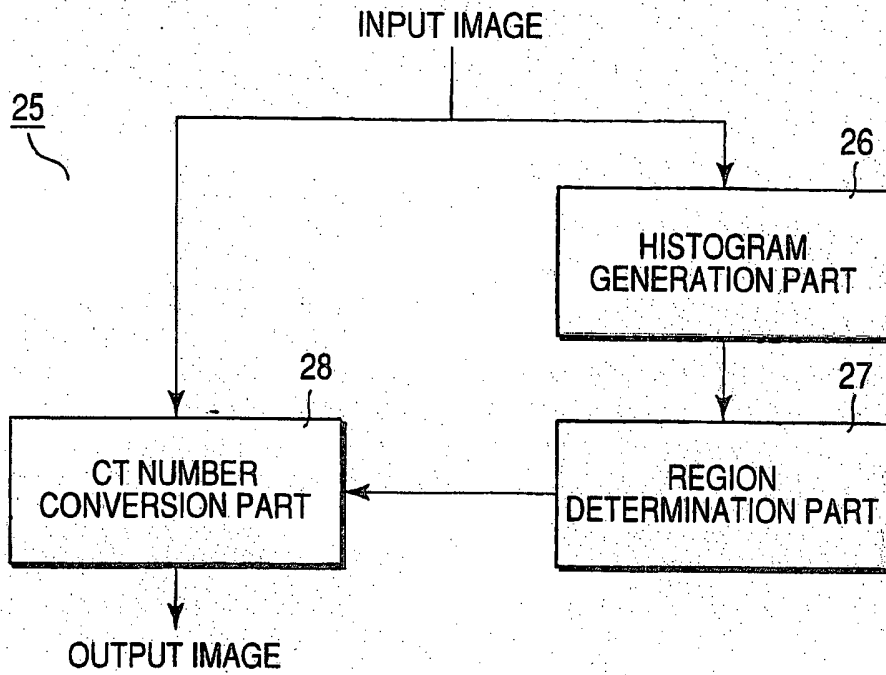 INPUT IMAGE
25
26
HISTOGRAM
GENERATION PART
28
27
CT NUMBER
CONVERSION PART
REGION
DETERMINATION PART
OUTPUT IMAGE